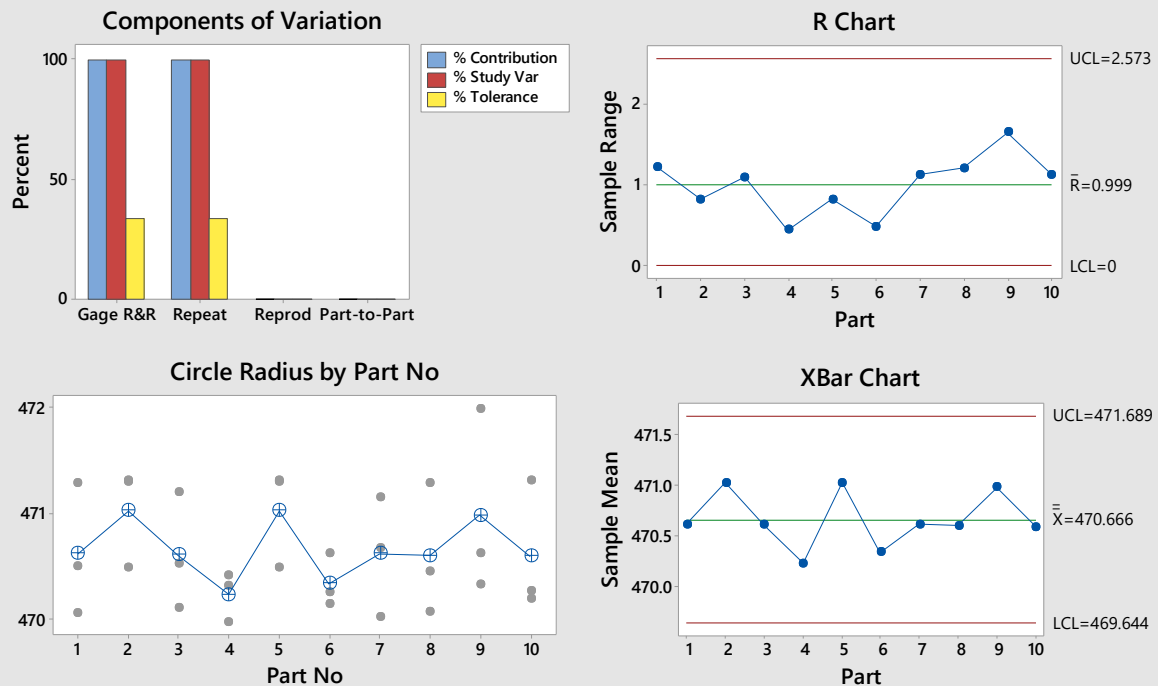 Components of Variation
100
50
0
Percent
Gage R&R Repeat Reprod Part-to-Part
% Contribution
% Study Var
% Tolerance
R Chart
2
1
0
Sample Range
UCL=2.573
R̄=0.999
LCL=0
1 2 3 4 5 6 7 8 9 10
Part
Circle Radius by Part No
472
471
470
1 2 3 4 5 6 7 8 9 10
Part No
XBar Chart
471.5
471.0
470.5
470.0
Sample Mean
UCL=471.689
X̿=470.666
LCL=469.644
1 2 3 4 5 6 7 8 9 10
Part